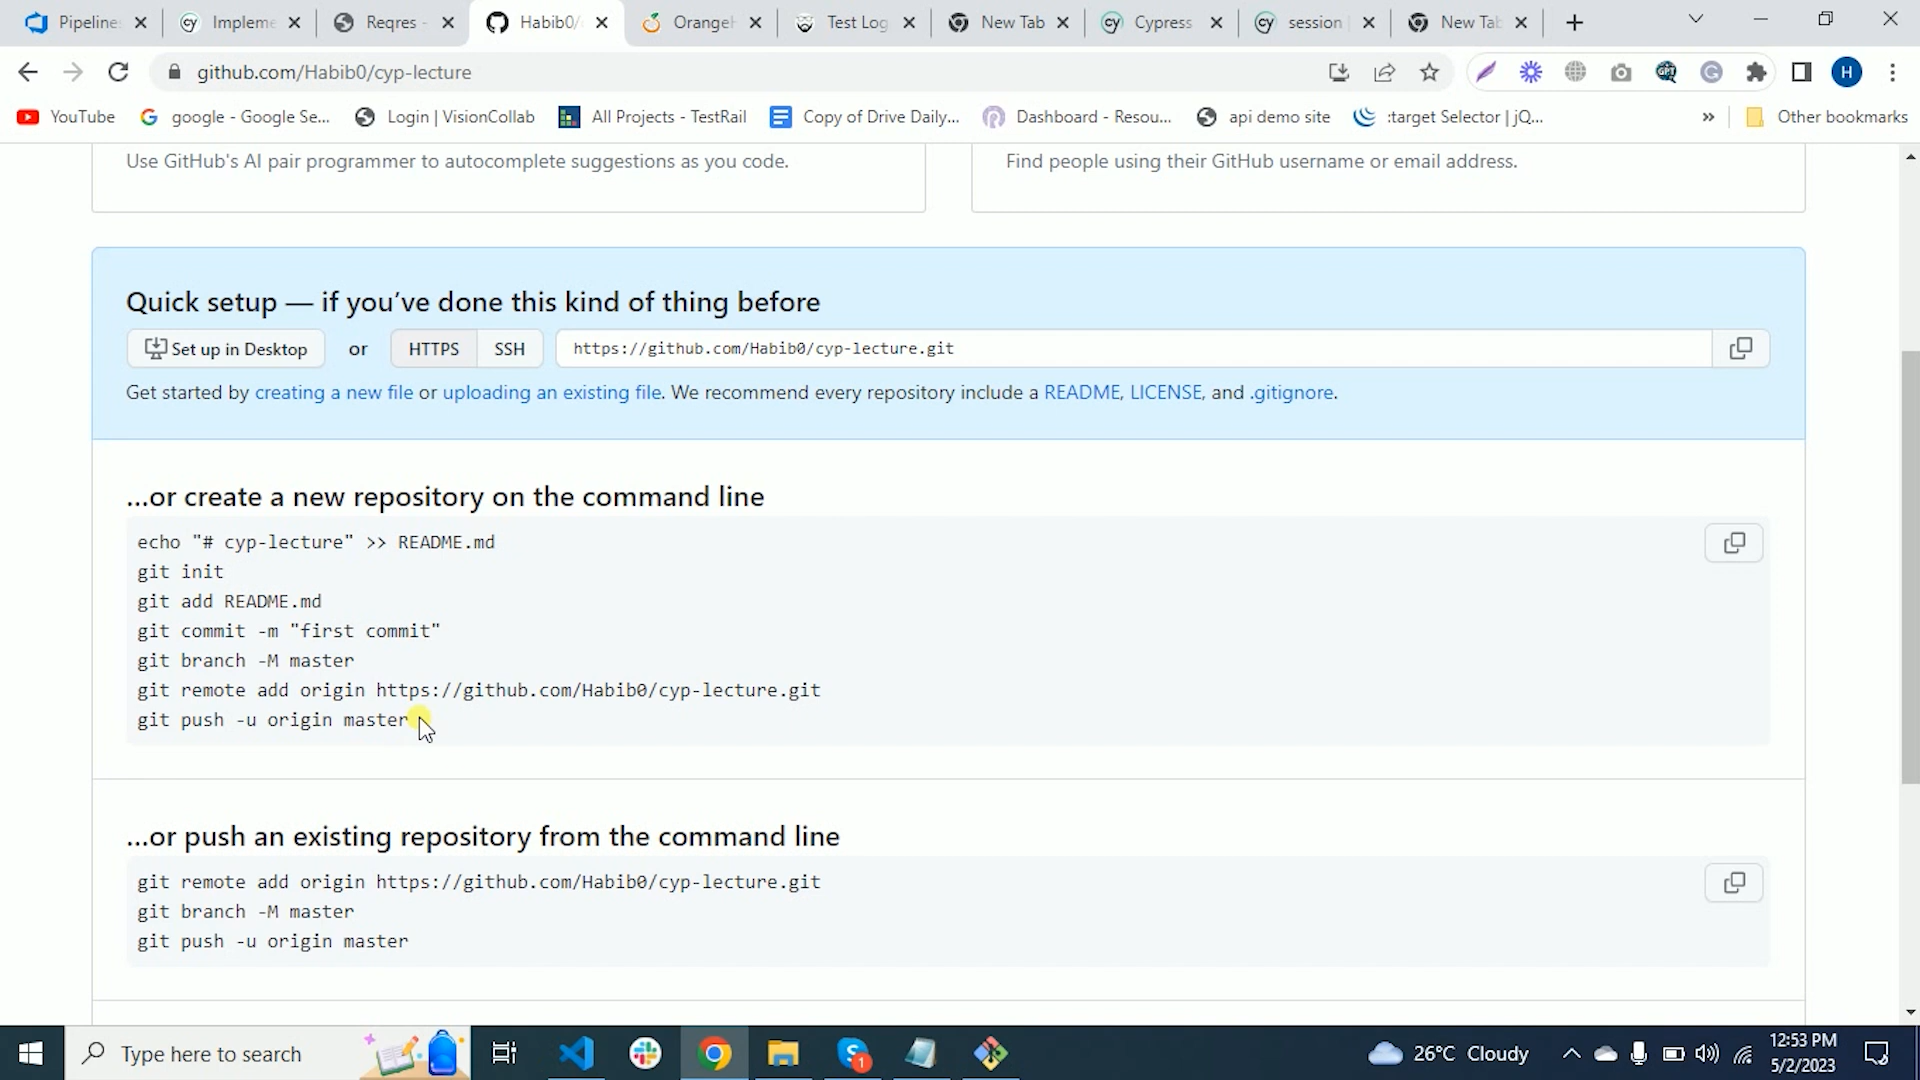 Pipeline
Implem
Reqres -
Habib0/
Orange
Test Log
New Tab
Cypress
session
New Tab
github.com/Habib0/cyp-lecture
H
YouTube
google - Google Se...
Login | VisionCollab
All Projects - TestRail
Copy of Drive Daily...
Dashboard - Resou...
api demo site
:target Selector | jQ...
»
Other bookmarks
Use GitHub's AI pair programmer to autocomplete suggestions as you code.
Find people using their GitHub username or email address.
Quick setup — if you’ve done this kind of thing before
Set up in Desktop
or
HTTPS
SSH
https://github.com/Habib0/cyp-lecture.git
Get started by creating a new file or uploading an existing file. We recommend every repository include a README, LICENSE, and .gitignore.
…or create a new repository on the command line
echo "# cyp-lecture" >> README.md
git init
git add README.md
git commit -m "first commit"
git branch -M master
git remote add origin https://github.com/Habib0/cyp-lecture.git
git push -u origin master
…or push an existing repository from the command line
git remote add origin https://github.com/Habib0/cyp-lecture.git
git branch -M master
git push -u origin master
Type here to search
1
26°C Cloudy
12:53 PM
5/2/2023